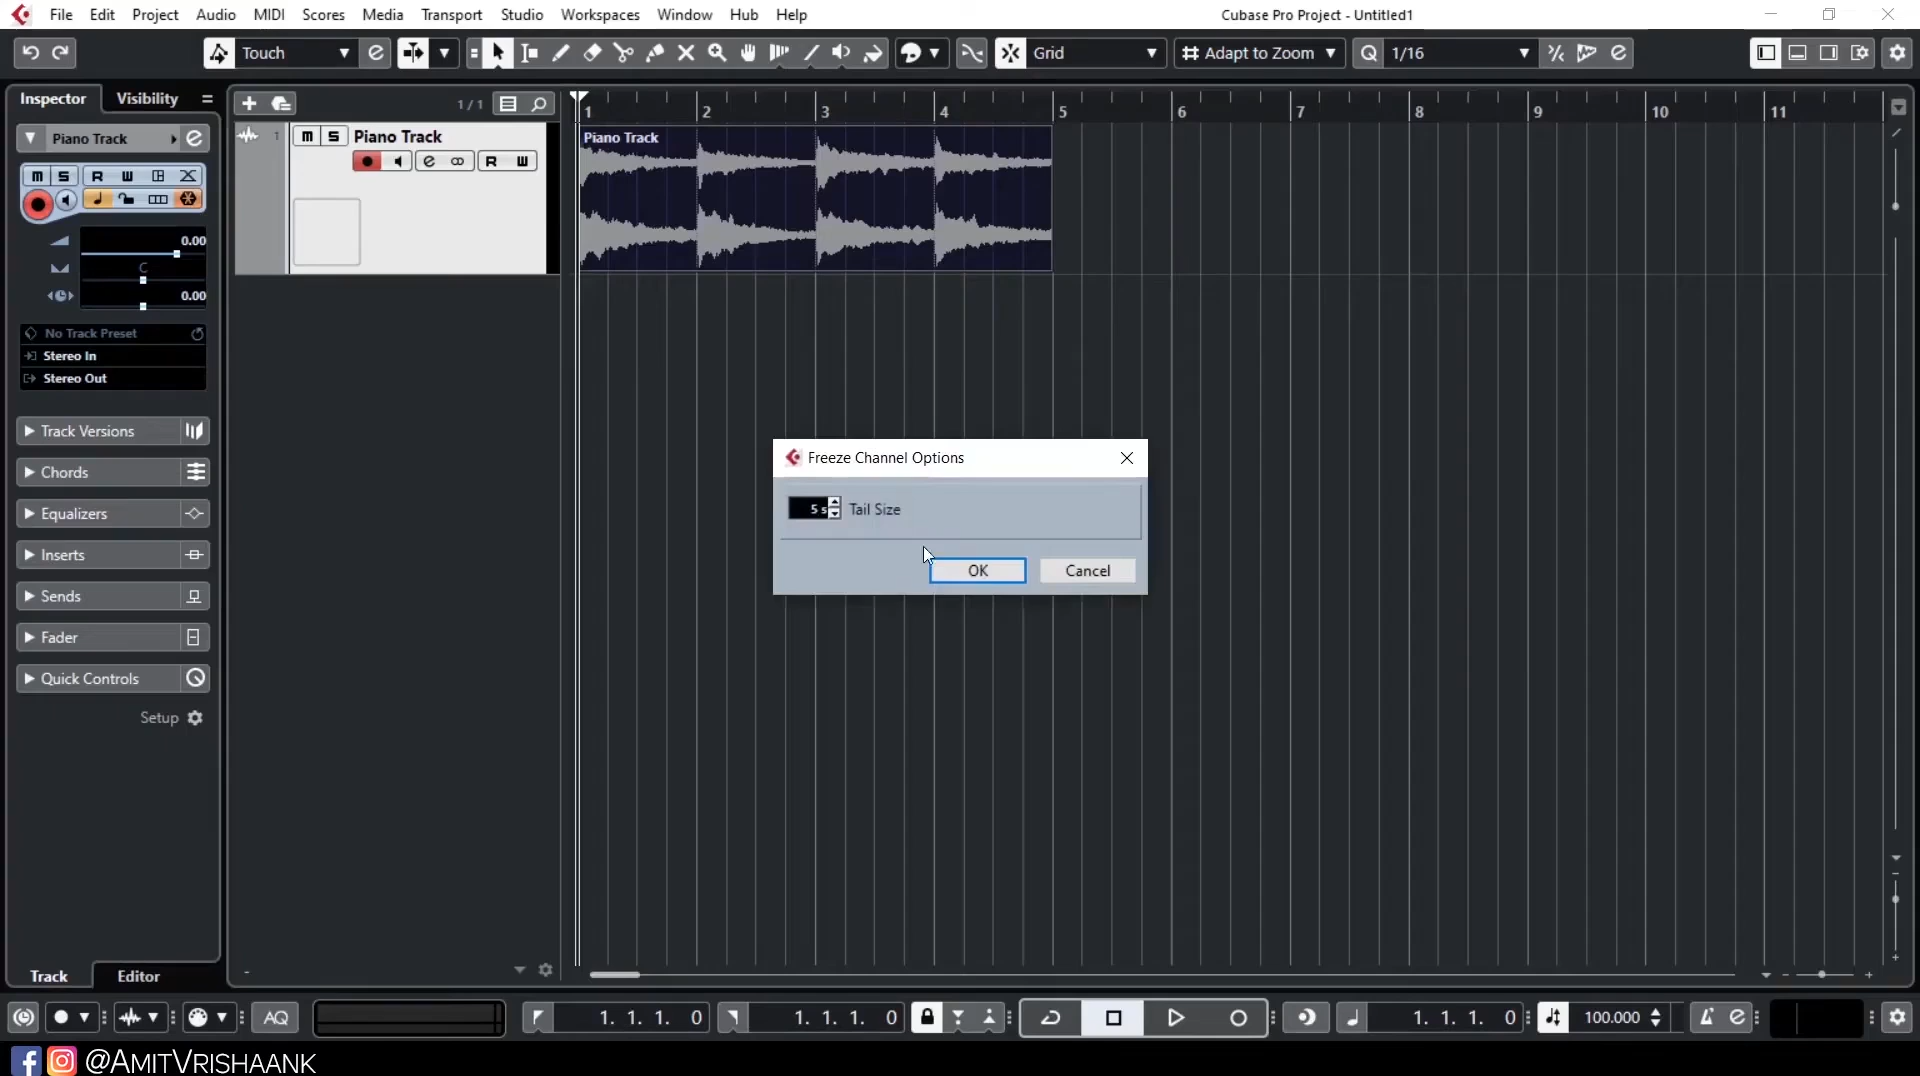 File Edit Project Audio MIDI Scores Media Transport Studio Workspaces Window Hub Help Cubase Pro Project - Untitled1
Touch Grid Adapt to Zoom Q 1/16
Inspector Visibility 1 / 1 1 2 3 4 5 6 7 8 9 10 11
Piano Track 1 M S Piano Track Piano Track
R W
M S R W
0.00
C
0.00
No Track Preset
Stereo In
Stereo Out
Track Versions
Chords
Equalizers
Inserts
Sends
Fader
Quick Controls
Setup
Freeze Channel Options
5 s Tail Size
OK Cancel
Track Editor
AQ 1. 1. 1. 0 1. 1. 1. 0 1. 1. 1. 0 100.000
@AmitVrishaank